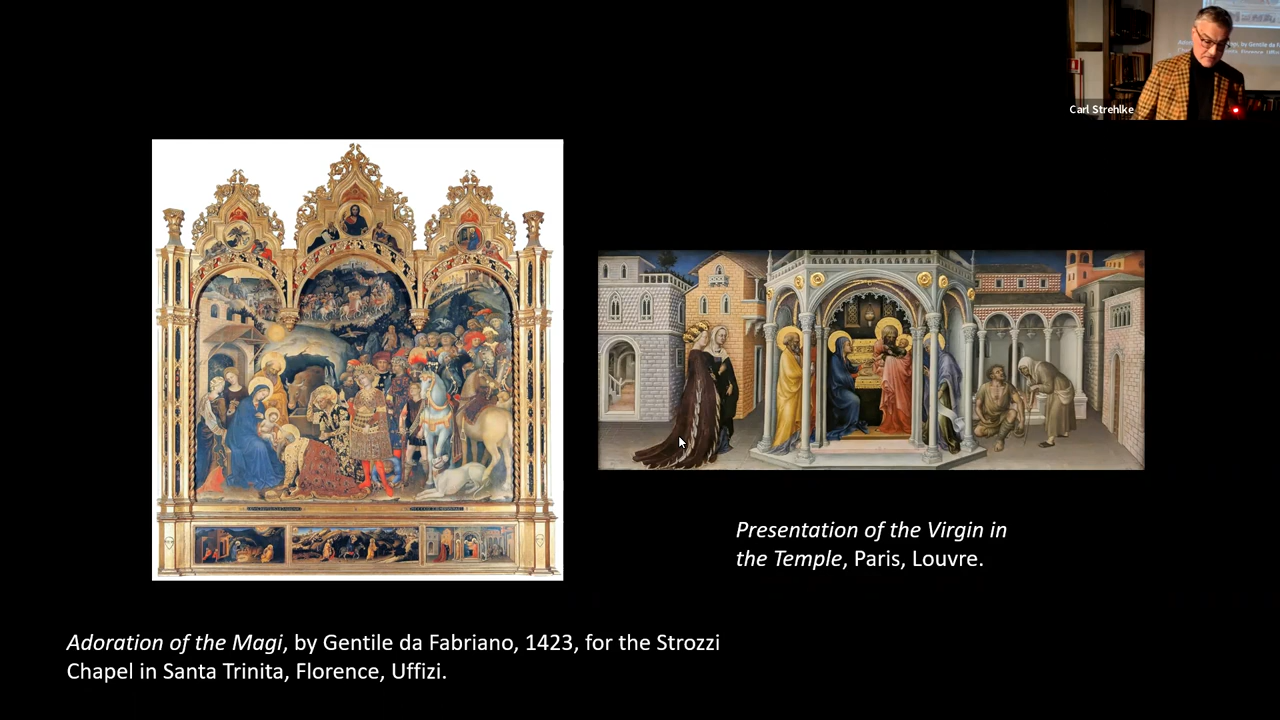 Carl Strehlke
Presentation of the Virgin in
the Temple, Paris, Louvre.
Adoration of the Magi, by Gentile da Fabriano, 1423, for the Strozzi
Chapel in Santa Trinita, Florence, Uffizi.